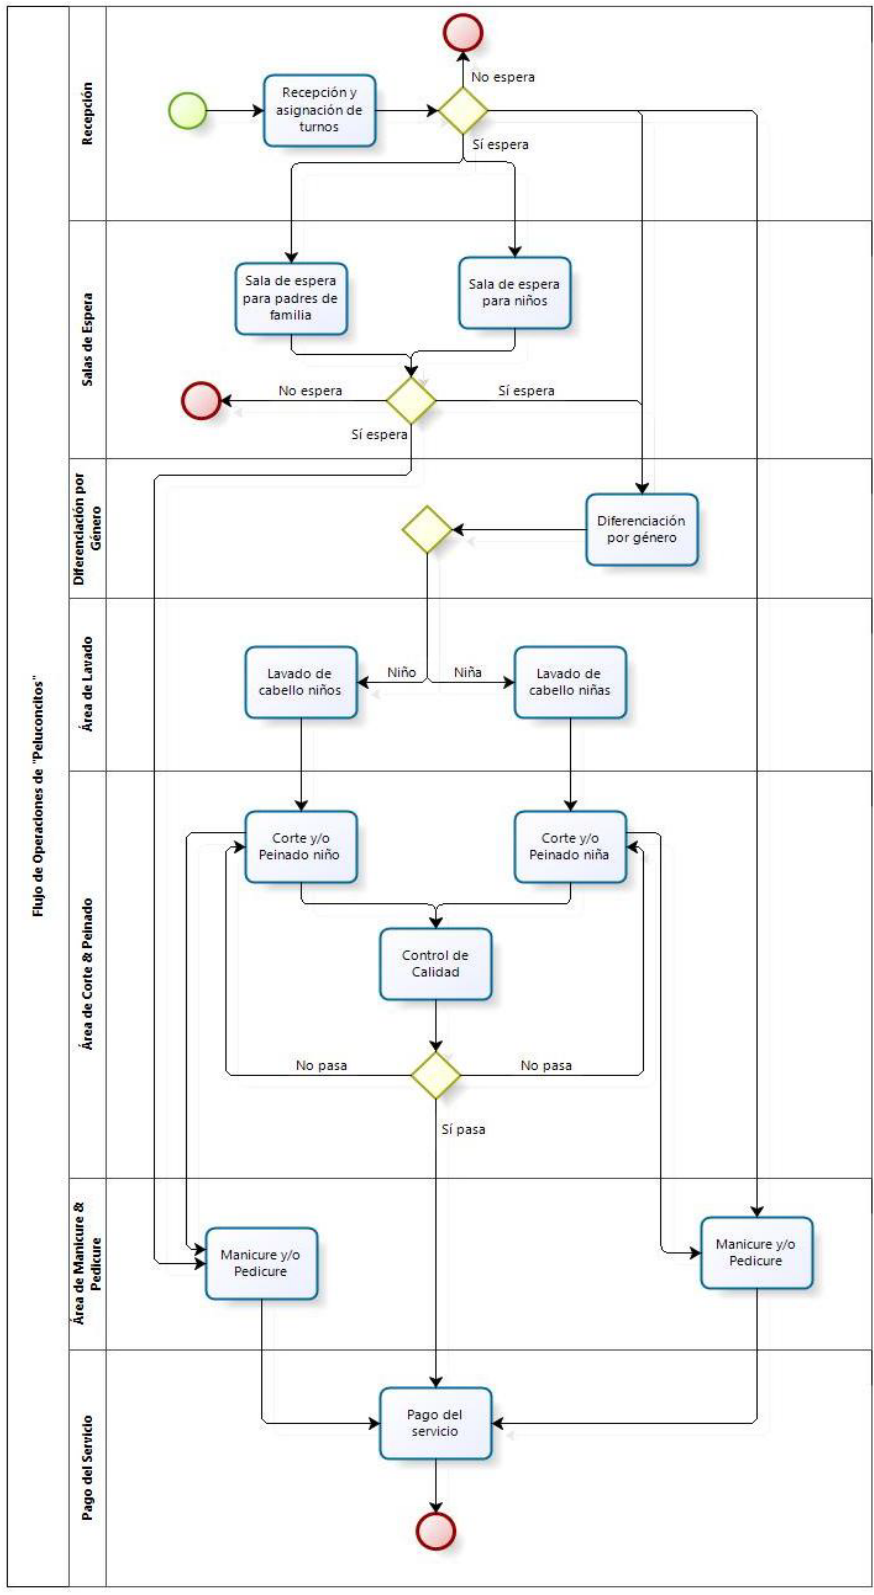 Flujo de Operaciones de "Peluconcitos"
Recepción
No espera
Recepción y
asignación de
turnos
Sí espera
Salas de Espera
Sala de espera
para padres de
familia
Sala de espera
para niños
No espera
Sí espera
Sí espera
Diferenciación por
Género
Diferenciación
por género
Área de Lavado
Lavado de
cabello niños
Niño
Niña
Lavado de
cabello niñas
Área de Corte & Peinado
Corte y/o
Peinado niño
Corte y/o
Peinado niña
Control de
Calidad
No pasa
No pasa
Sí pasa
Área de Manicure &
Pedicure
Manicure y/o
Pedicure
Manicure y/o
Pedicure
Pago del Servicio
Pago del
servicio